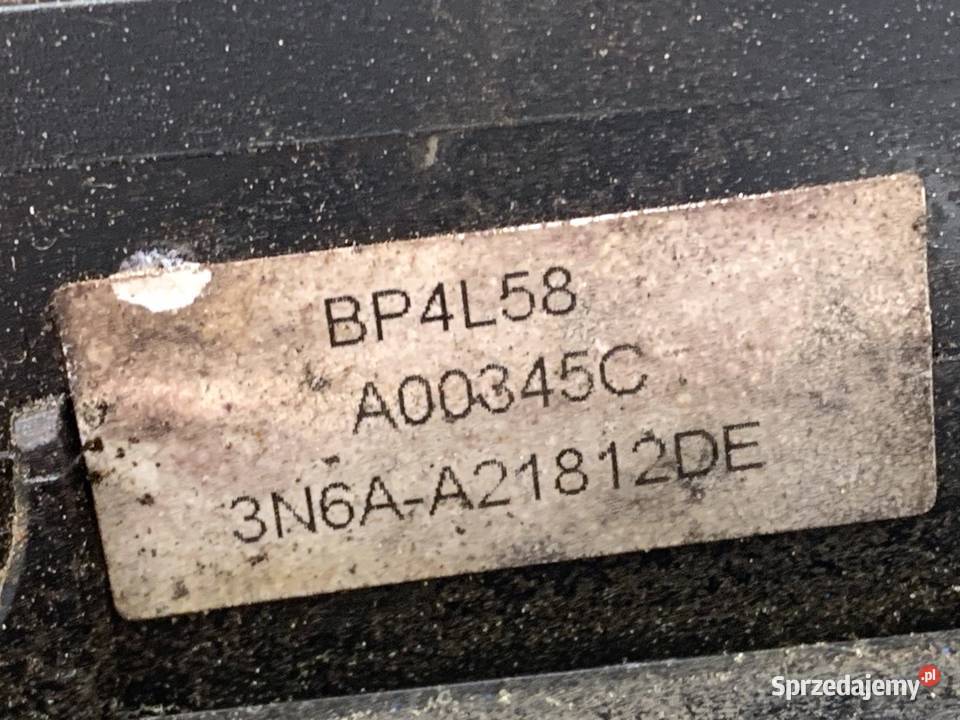 BP4L58
A00345C
3N6A-A21812DE
Sprzedajemy.pl